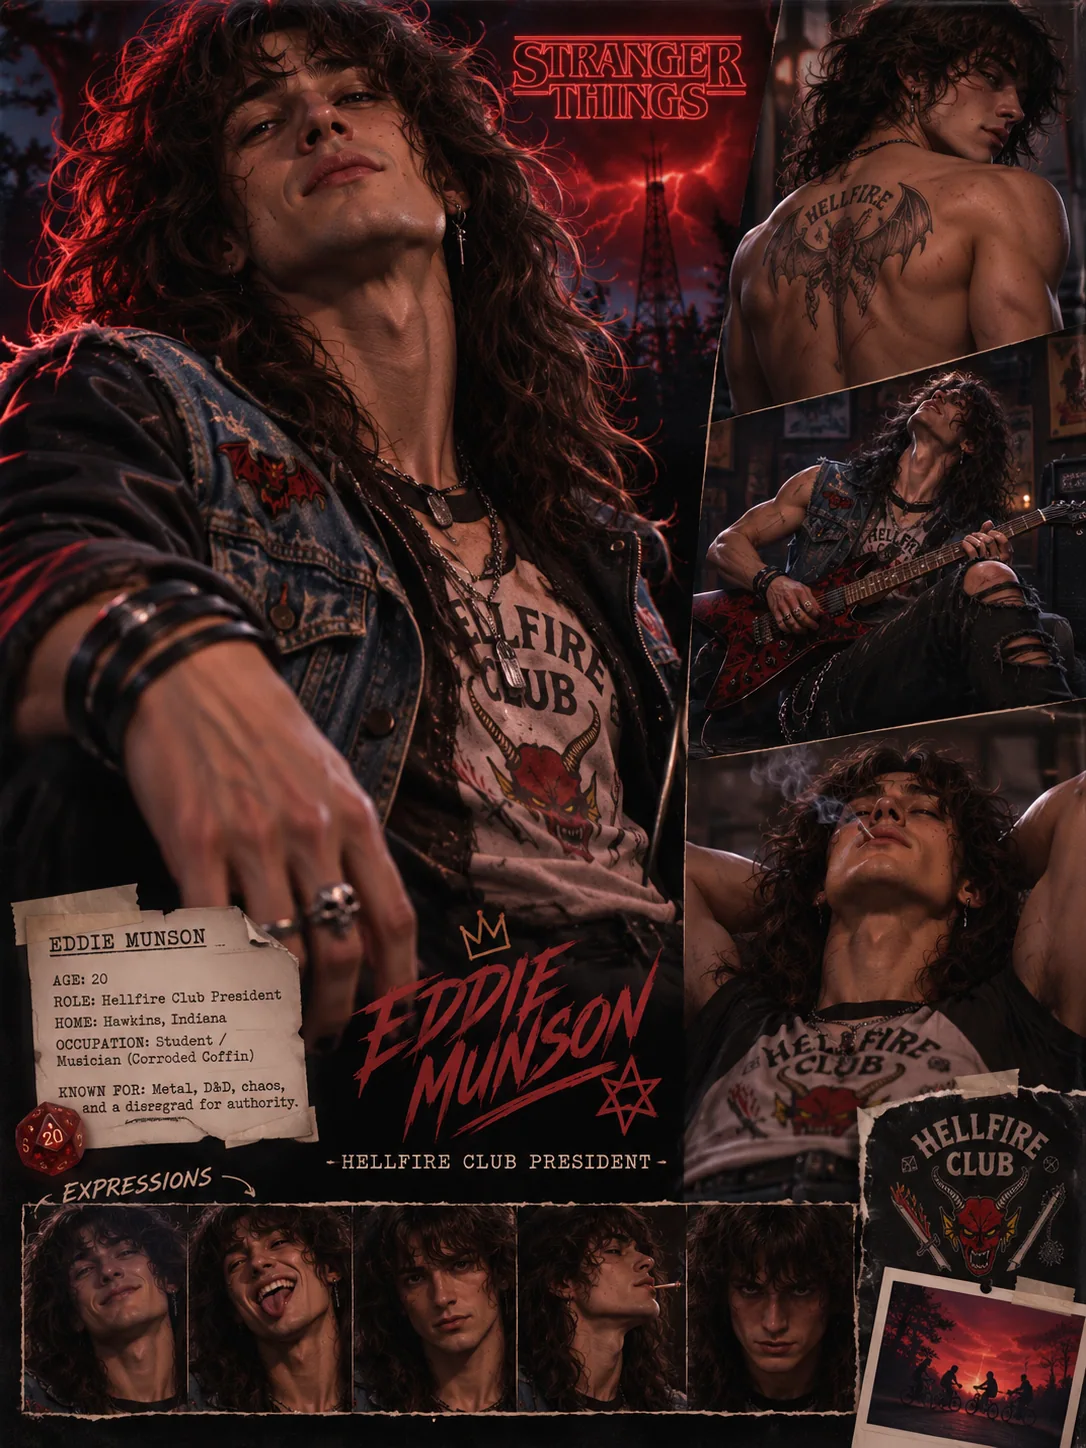 STRANGER
THINGS
HELLFIRE
HELLFIRE
CLUB
HELLFIRE
CLUB
EDDIE MUNSON
AGE: 20
ROLE: Hellfire Club President
HOME: Hawkins, Indiana
OCCUPATION: Student /
Musician (Corroded Coffin)
KNOWN FOR: Metal, D&D, chaos,
and a disregrad for authority.
20
EDDIE
MUNSON
-HELLFIRE CLUB PRESIDENT-
EXPRESSIONS
HELLFIRE
CLUB